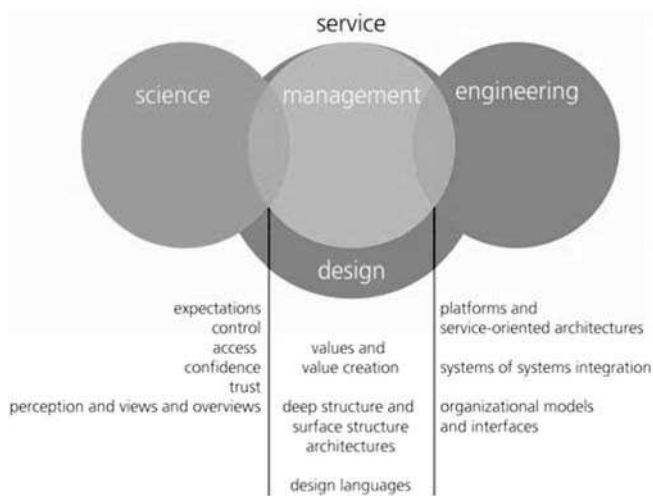 service
science
management
engineering
design
expectations
control
access
confidence
trust
perception and views and overviews
values and
value creation
deep structure and
surface structure
architectures
design languages
platforms and
service-oriented architectures
systems of systems integration
organizational models
and interfaces